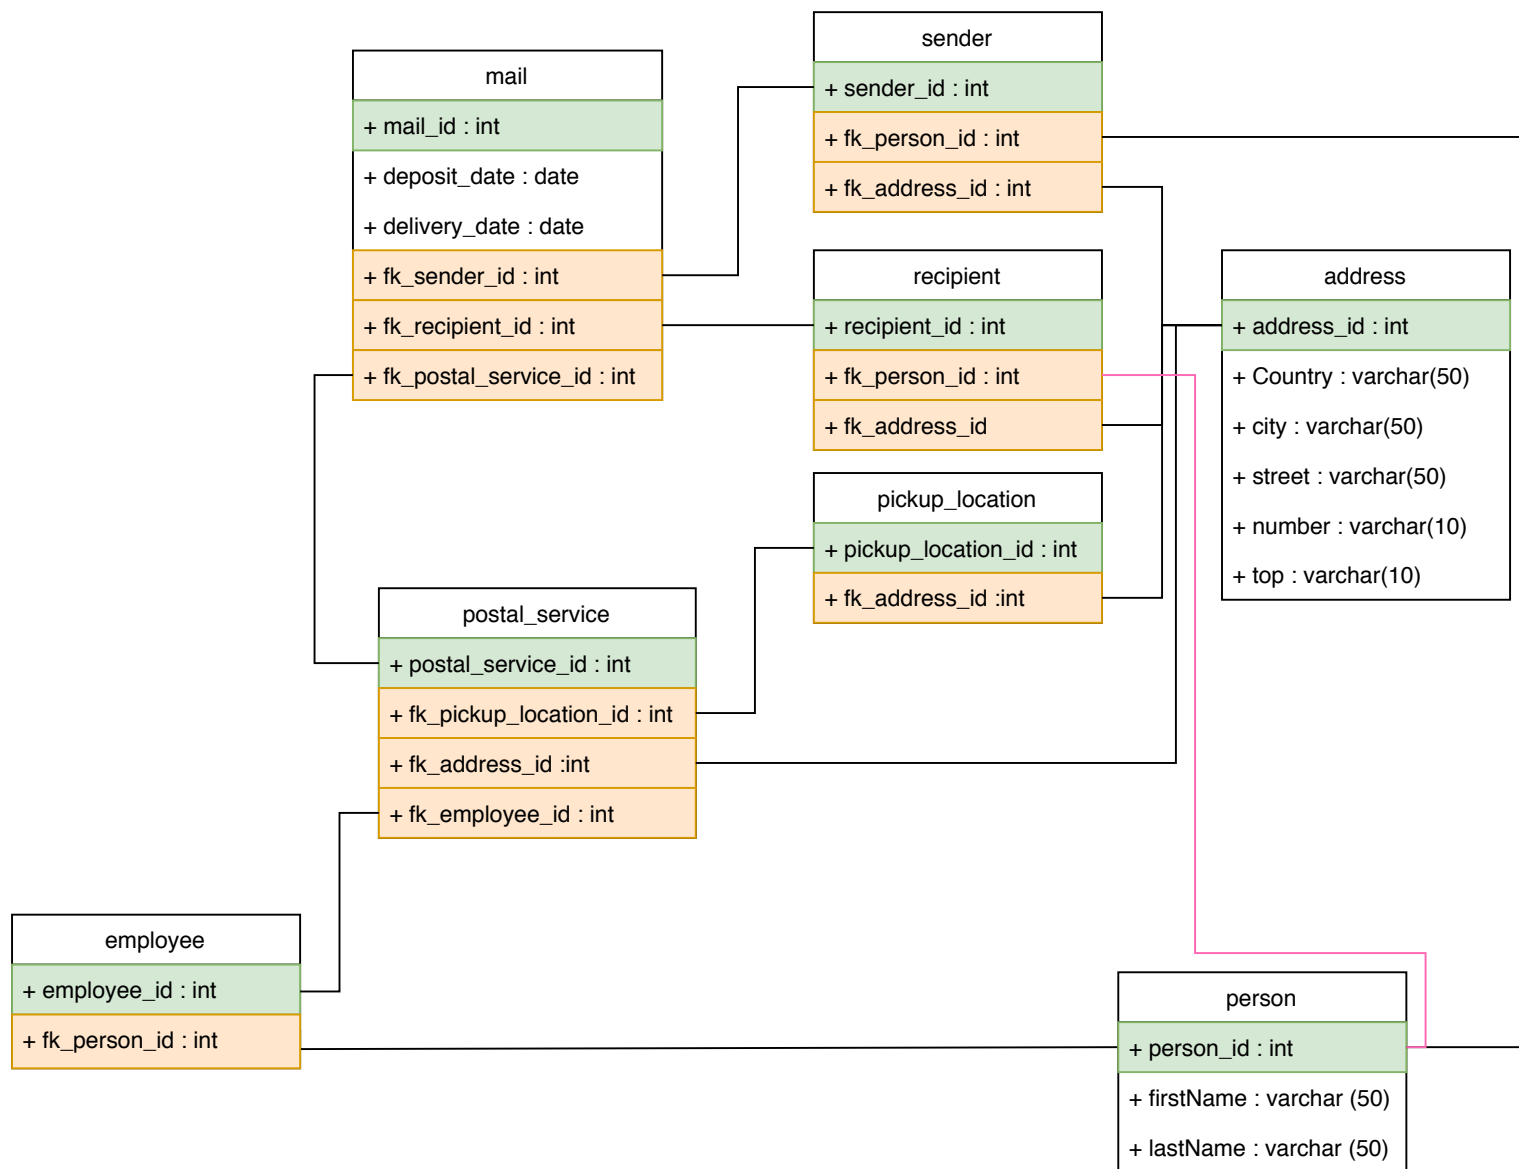 mail
+ mail_id : int
+ deposit_date : date
+ delivery_date : date
+ fk_sender_id : int
+ fk_recipient_id : int
+ fk_postal_service_id : int
sender
+ sender_id : int
+ fk_person_id : int
+ fk_address_id : int
recipient
+ recipient_id : int
+ fk_person_id : int
+ fk_address_id
address
+ address_id : int
+ Country : varchar(50)
+ city : varchar(50)
+ street : varchar(50)
+ number : varchar(10)
+ top : varchar(10)
pickup_location
+ pickup_location_id : int
+ fk_address_id :int
postal_service
+ postal_service_id : int
+ fk_pickup_location_id : int
+ fk_address_id :int
+ fk_employee_id : int
employee
+ employee_id : int
+ fk_person_id : int
person
+ person_id : int
+ firstName : varchar (50)
+ lastName : varchar (50)